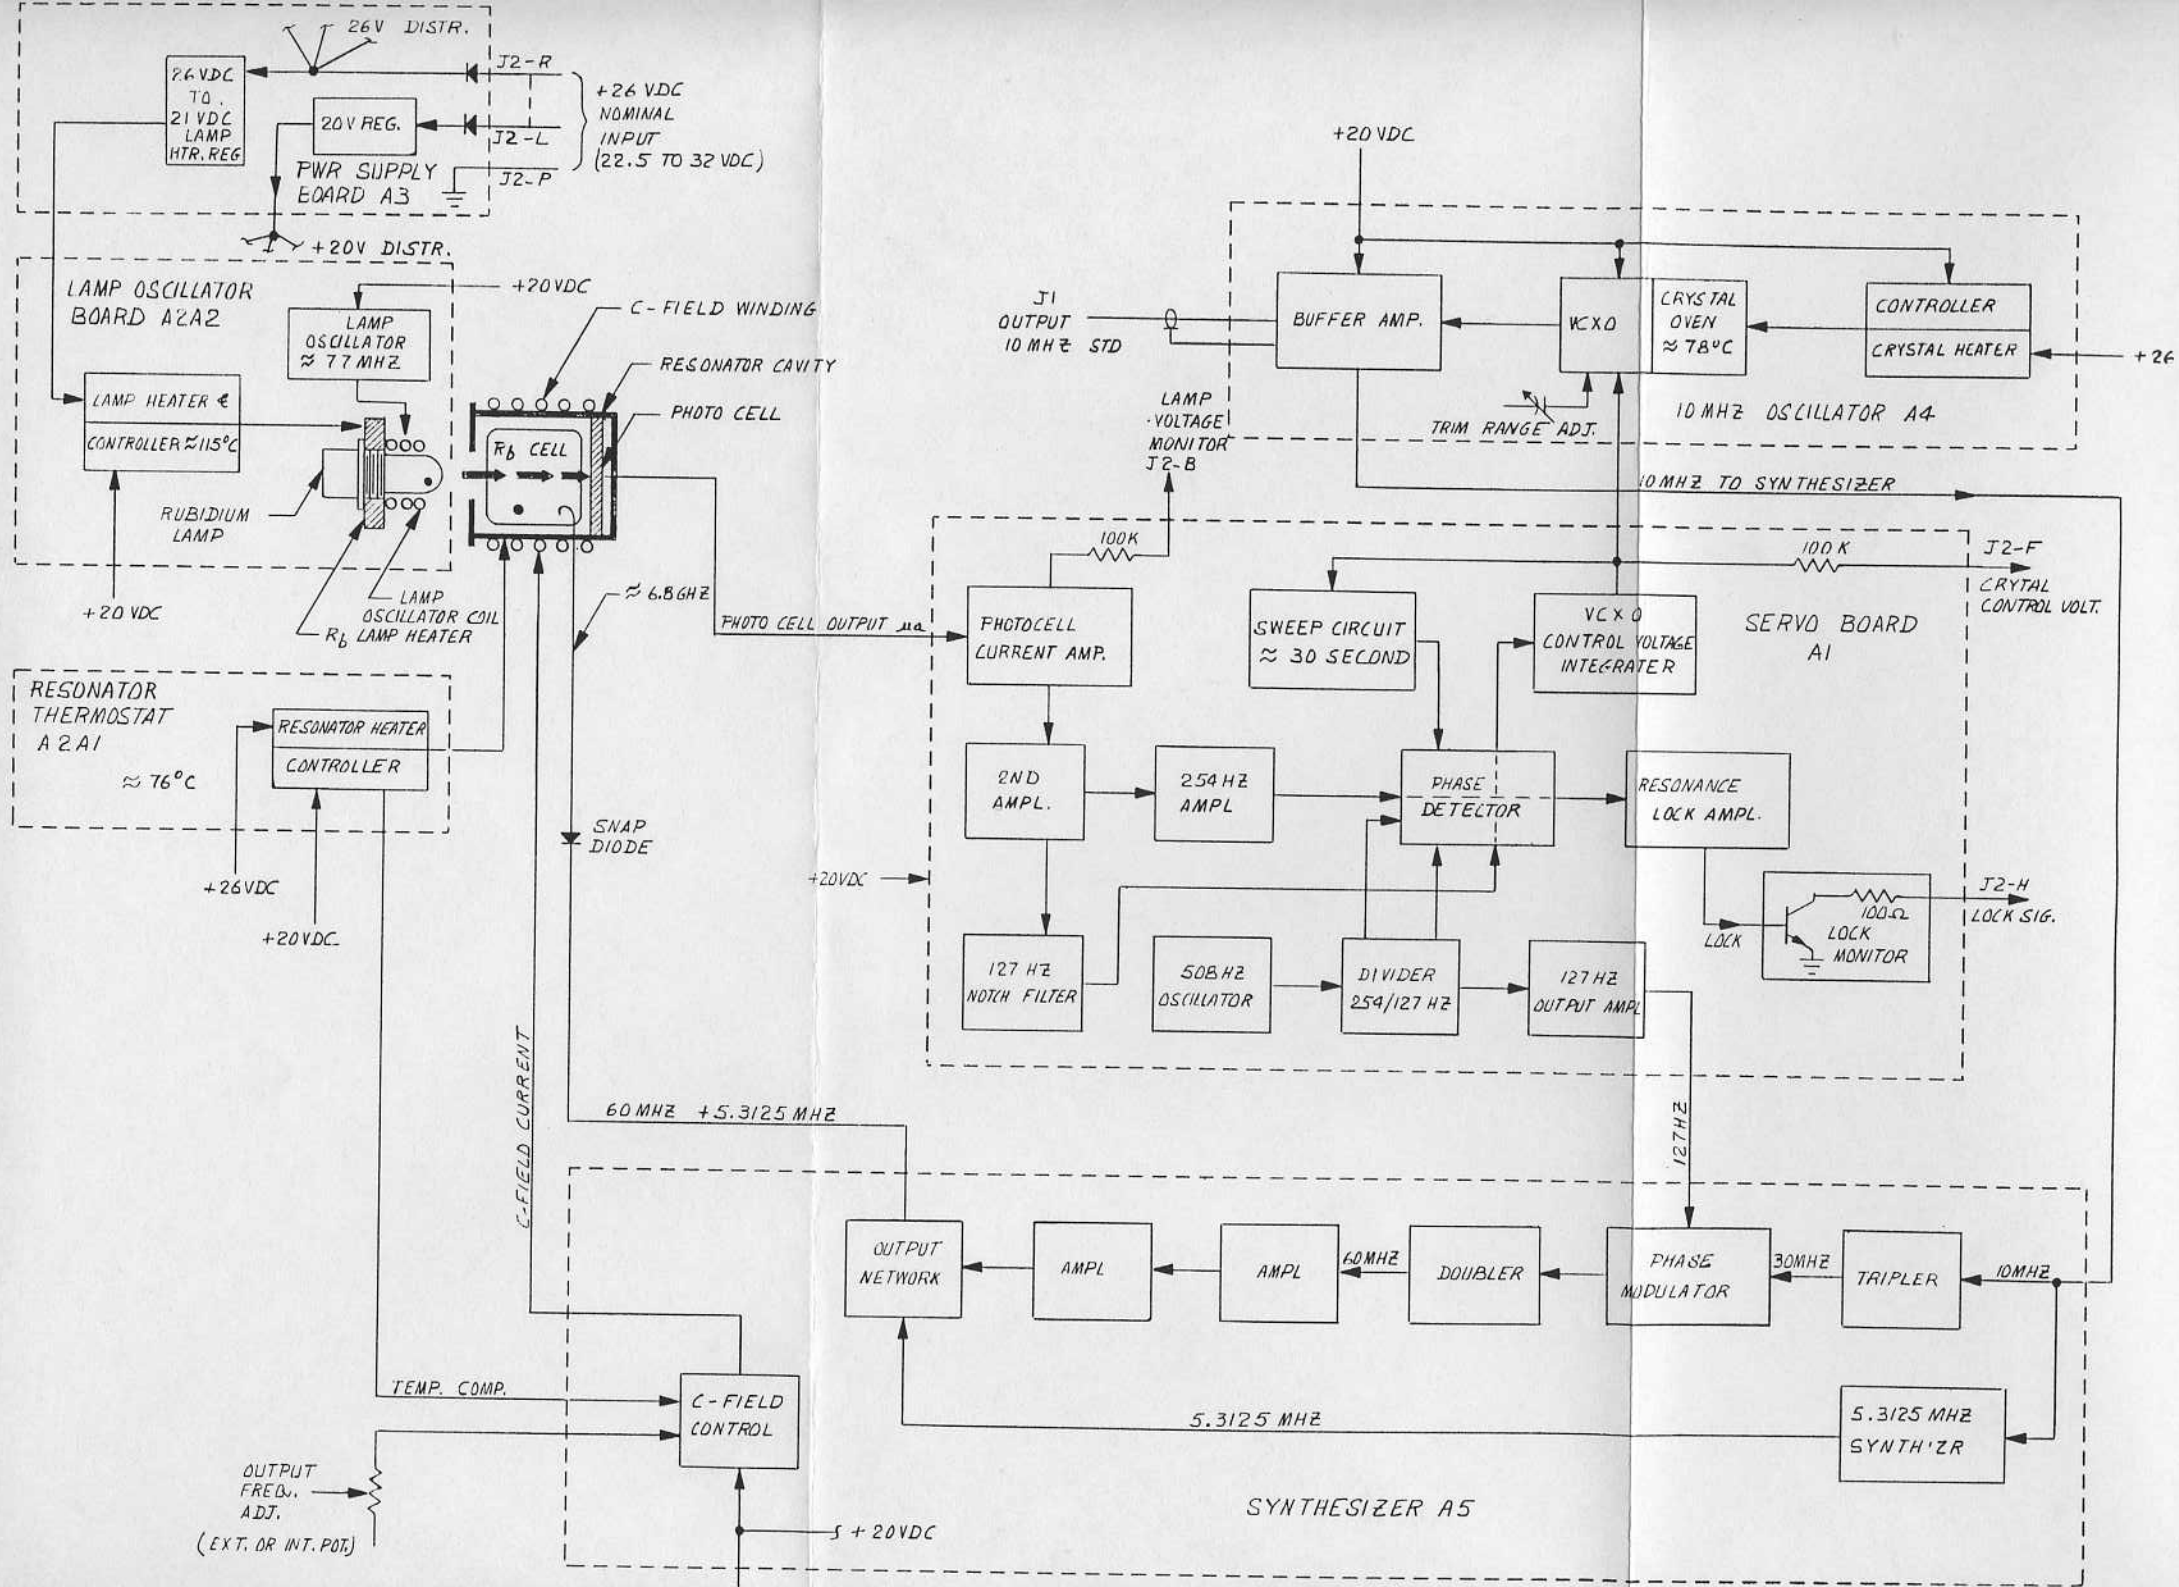 26V DISTR.
26VDC
TO.
21VDC
LAMP
HTR. REG
20V REG.
PWR SUPPLY
BOARD A3
J2-R
J2-L
J2-P
+26 VDC
NOMINAL
INPUT
(22.5 TO 32 VDC)
+20V DISTR.
LAMP OSCILLATOR
BOARD A2A2
+20VDC
LAMP
OSCILLATOR
≈ 77 MHZ
LAMP HEATER &
CONTROLLER ≈115°C
RUBIDIUM
LAMP
+20 VDC
LAMP
OSCILLATOR COIL
Rb LAMP HEATER
C-FIELD WINDING
RESONATOR CAVITY
PHOTO CELL
Rb CELL
≈ 6.8GHZ
PHOTO CELL OUTPUT µa
RESONATOR
THERMOSTAT
A2A1
≈ 76°C
RESONATOR HEATER
CONTROLLER
+26VDC
+20VDC
SNAP
DIODE
C-FIELD CURRENT
60 MHZ +5.3125 MHZ
TEMP. COMP.
C-FIELD
CONTROL
OUTPUT
FREQ.
ADJ.
(EXT. OR INT. POT.)
+20VDC
+20 VDC
J1
OUTPUT
10 MHZ STD
BUFFER AMP.
VCXO
CRYSTAL
OVEN
≈ 78°C
CONTROLLER
CRYSTAL HEATER
+26
TRIM RANGE ADJ.
10 MHZ OSCILLATOR A4
LAMP
VOLTAGE
MONITOR
J2-B
10MHZ TO SYNTHESIZER
100K
100K
J2-F
CRYTAL
CONTROL VOLT.
PHOTOCELL
CURRENT AMP.
SWEEP CIRCUIT
≈ 30 SECOND
VCXO
CONTROL VOLTAGE
INTEGRATER
SERVO BOARD
A1
2ND
AMPL.
254 HZ
AMPL
PHASE
DETECTOR
RESONANCE
LOCK AMPL.
+20VDC
127 HZ
NOTCH FILTER
508HZ
OSCILLATOR
DIVIDER
254/127 HZ
127 HZ
OUTPUT AMPL
LOCK
100Ω
LOCK
MONITOR
J2-H
LOCK SIG.
127HZ
OUTPUT
NETWORK
AMPL
AMPL
60MHZ
DOUBLER
PHASE
MODULATOR
30MHZ
TRIPLER
10MHZ
5.3125 MHZ
5.3125 MHZ
SYNTH'ZR
SYNTHESIZER A5